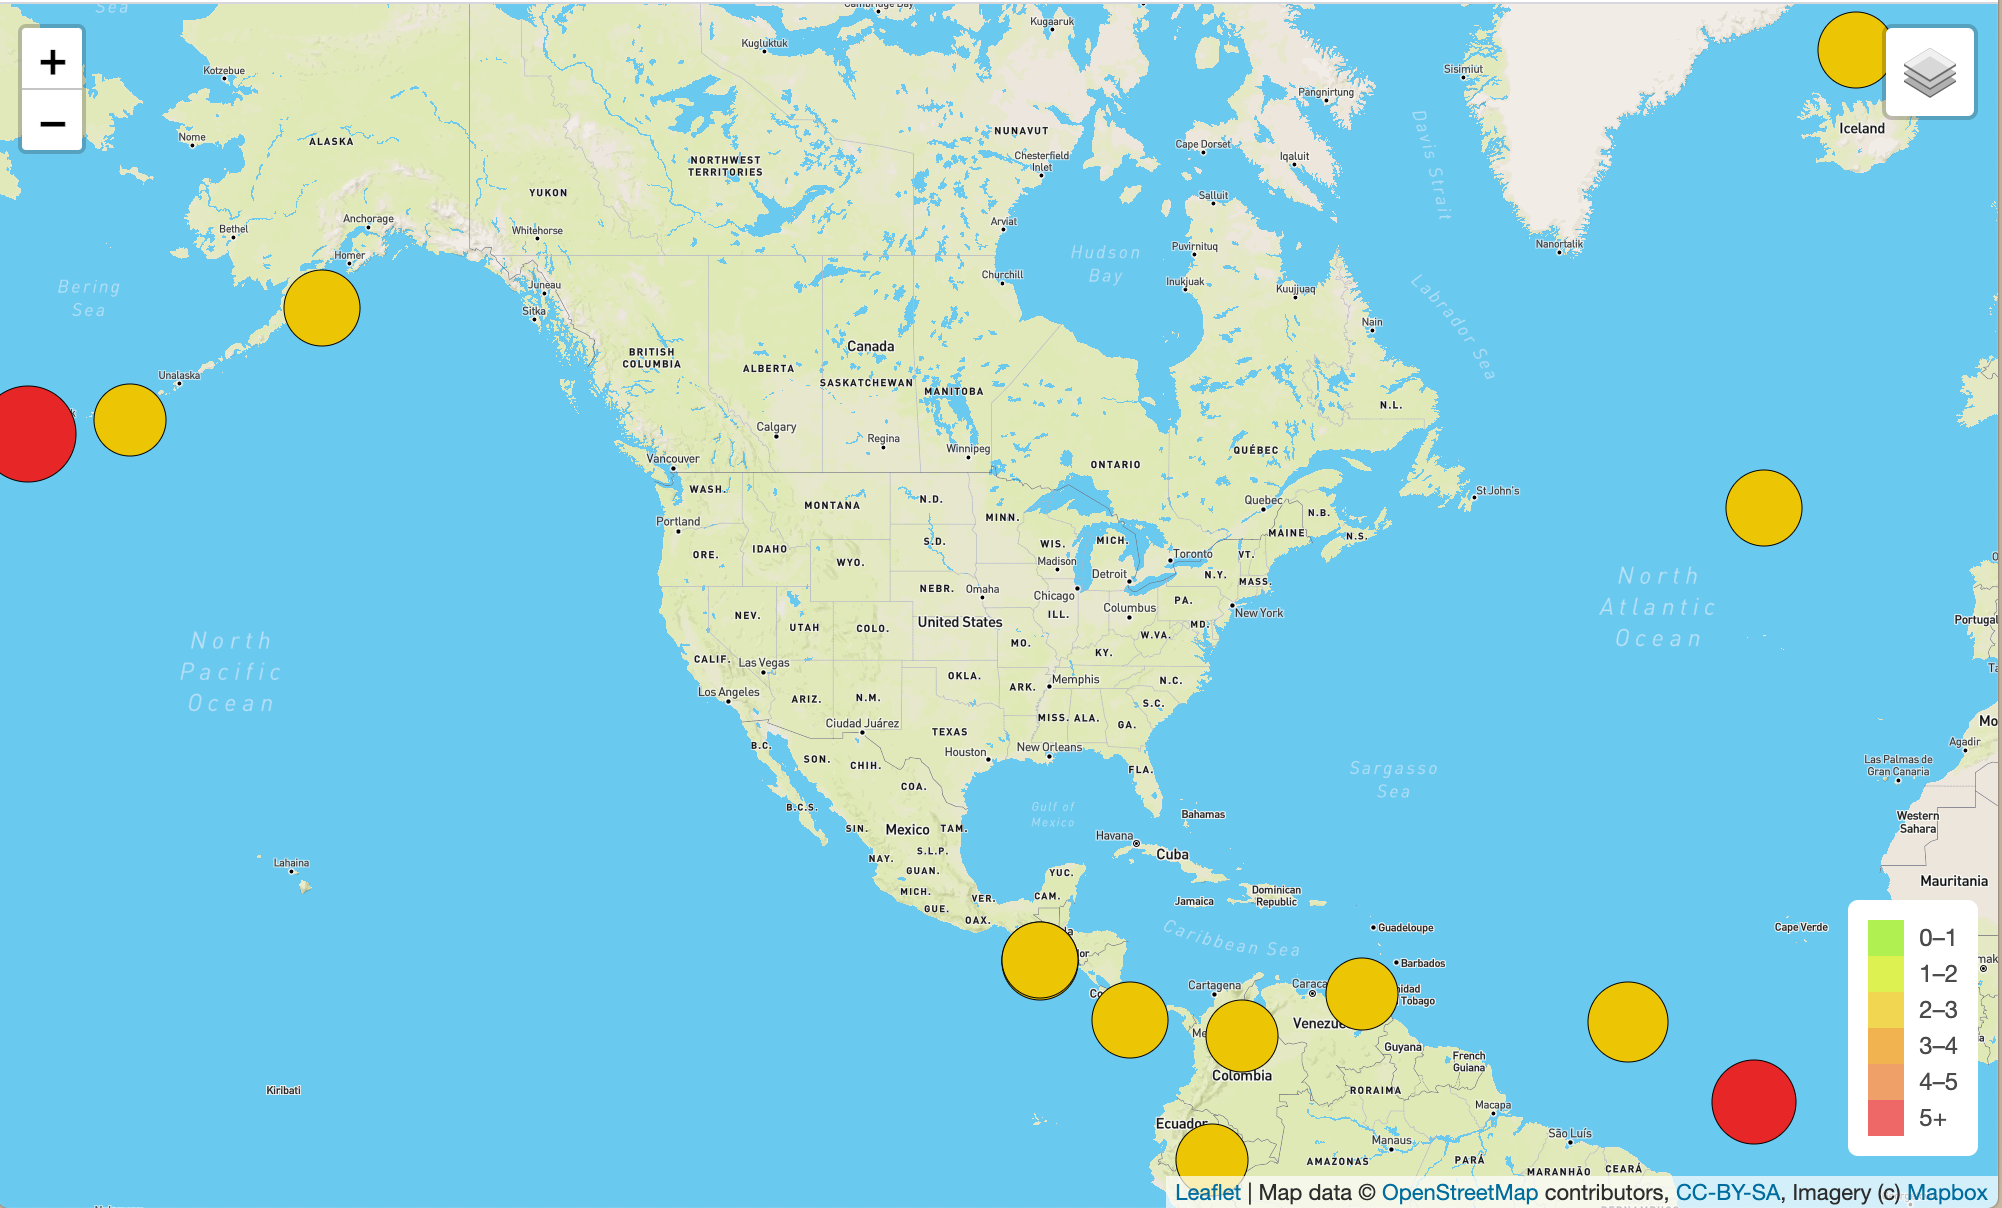 Sea
Cambridge Bay
Kugaaruk
Kugluktuk
+
Kotzebue
Sisimiut
Pangnirtung
Nome
ALASKA
NUNAVUT
Iceland
Cape Dorset
Davis Strait
Chesterfield
Inlet
Iqaluit
NORTHWEST
TERRITORIES
−
YUKON
Salluit
Anchorage
Bethel
Whitehorse
Arviat
Homer
Puvirnituq
Nanortalik
Hudson
Bay
Bering
Sea
Juneau
Churchill
Inukjuak
Kuujjuaq
Sitka
Nain
Labrador Sea
BRITISH
COLUMBIA
Canada
ALBERTA
Unalaska
SASKATCHEWAN
MANITOBA
N.L.
Calgary
Regina
Winnipeg
QUÉBEC
Vancouver
ONTARIO
WASH.
MONTANA
N.D.
Quebec
St John's
Portland
MINN.
N.B.
MAINE
N.S.
ORE.
IDAHO
WYO.
S.D.
WIS.
MICH.
Madison
Toronto
VT.
Detroit
N.Y.
MASS.
NEBR.
Omaha
Chicago
North
Atlantic
Ocean
NEV.
UTAH
COLO.
United States
ILL.
Columbus
PA.
New York
Portugal
MD.
W.VA.
MO.
KY.
North
Pacific
Ocean
CALIF.
Las Vegas
OKLA.
ARK.
Memphis
N.C.
Los Angeles
ARIZ.
N.M.
S.C.
Ciudad Juárez
TEXAS
MISS.
ALA.
GA.
Mo
B.C.
Houston
New Orleans
Agadir
SON.
CHIH.
FLA.
Sargasso
Sea
Las Palmas de
Gran Canaria
COA.
B.C.S.
Gulf of
Mexico
Bahamas
Western
Sahara
SIN.
Mexico
TAM.
Havana
Cuba
NAY.
S.L.P.
Lahaina
GUAN.
YUC.
Mauritania
MICH.
VER.
CAM.
Jamaica
Dominican
Republic
GUE.
OAX.
Caribbean Sea
Guadeloupe
Cape Verde
0–1
Barbados
1–2
Cartagena
Caraca
Tobago
2–3
Venezue
3–4
Guyana
French
Guiana
Colombia
4–5
Kiribati
RORAIMA
Macapa
5+
Ecuador
Manaus
São Luís
AMAZONAS
PARÁ
MARANHÃO
CEARÁ
Leaflet | Map data © OpenStreetMap contributors, CC-BY-SA, Imagery (c) Mapbox